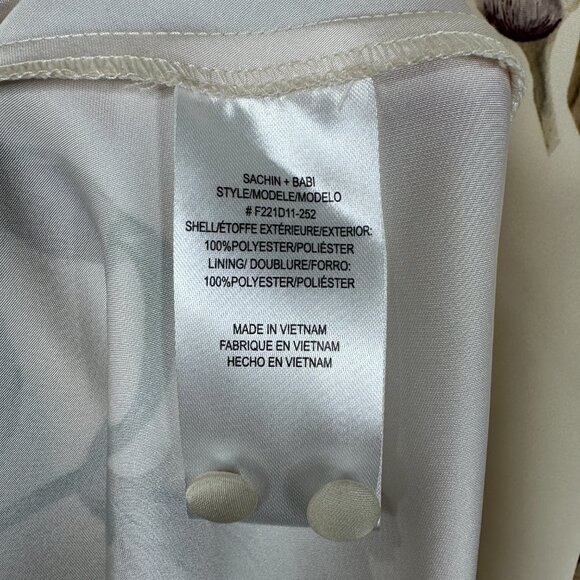 SACHIN + BABI
STYLE/MODELE/MODELO
# F221D11-252
SHELL/ÉTOFFE EXTÉRIEURE/EXTERIOR:
100%POLYESTER/POLIÉSTER
LINING/ DOUBLURE/FORRO:
100%POLYESTER/POLIÉSTER
MADE IN VIETNAM
FABRIQUE EN VIETNAM
HECHO EN VIETNAM